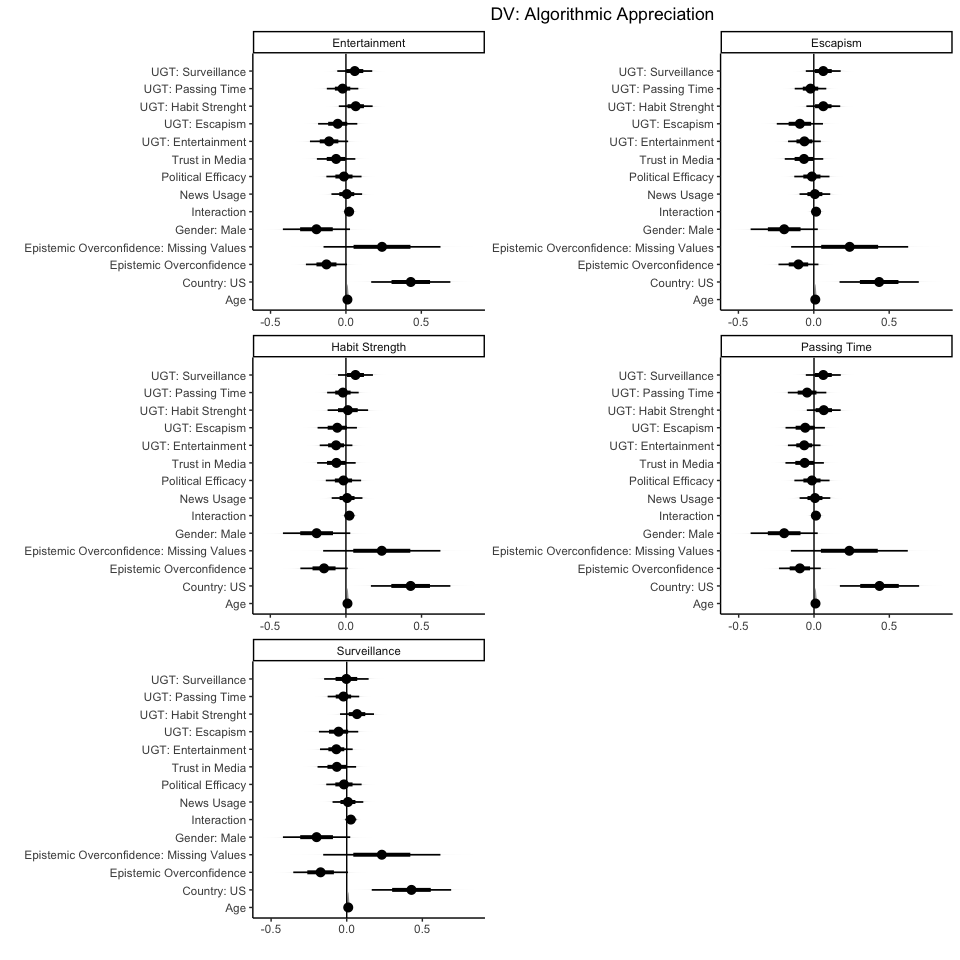 DV: Algorithmic Appreciation
Entertainment
UGT: Surveillance
UGT: Passing Time
UGT: Habit Strenght
UGT: Escapism
UGT: Entertainment
Trust in Media
Political Efficacy
News Usage
Interaction
Gender: Male
Epistemic Overconfidence: Missing Values
Epistemic Overconfidence
Country: US
Age
-0.5 0.0 0.5
Escapism
UGT: Surveillance
UGT: Passing Time
UGT: Habit Strenght
UGT: Escapism
UGT: Entertainment
Trust in Media
Political Efficacy
News Usage
Interaction
Gender: Male
Epistemic Overconfidence: Missing Values
Epistemic Overconfidence
Country: US
Age
-0.5 0.0 0.5
Habit Strength
UGT: Surveillance
UGT: Passing Time
UGT: Habit Strenght
UGT: Escapism
UGT: Entertainment
Trust in Media
Political Efficacy
News Usage
Interaction
Gender: Male
Epistemic Overconfidence: Missing Values
Epistemic Overconfidence
Country: US
Age
-0.5 0.0 0.5
Passing Time
UGT: Surveillance
UGT: Passing Time
UGT: Habit Strenght
UGT: Escapism
UGT: Entertainment
Trust in Media
Political Efficacy
News Usage
Interaction
Gender: Male
Epistemic Overconfidence: Missing Values
Epistemic Overconfidence
Country: US
Age
-0.5 0.0 0.5
Surveillance
UGT: Surveillance
UGT: Passing Time
UGT: Habit Strenght
UGT: Escapism
UGT: Entertainment
Trust in Media
Political Efficacy
News Usage
Interaction
Gender: Male
Epistemic Overconfidence: Missing Values
Epistemic Overconfidence
Country: US
Age
-0.5 0.0 0.5